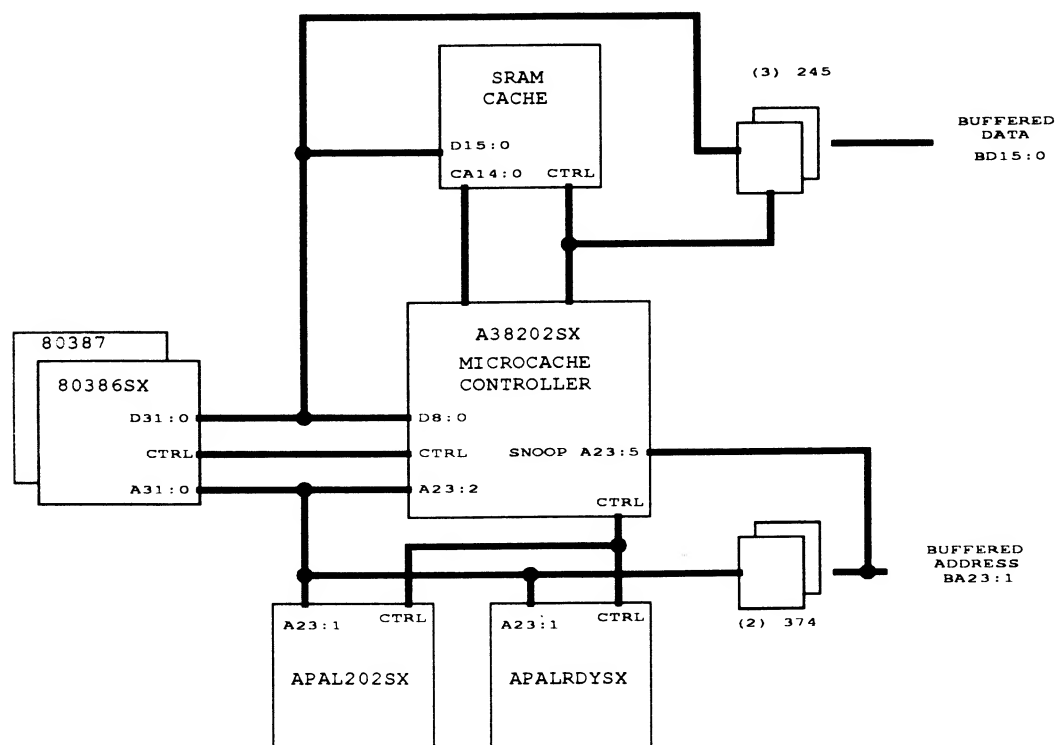 SRAM
CACHE
D15:0
CA14:0 CTRL
(3) 245
BUFFERED
DATA
BD15:0
80387
80386SX
D31:0
CTRL
A31:0
A38202SX
MICROCACHE
CONTROLLER
D8:0
CTRL
SNOOP A23:5
A23:2
CTRL
BUFFERED
ADDRESS
BA23:1
(2) 374
A23:1 CTRL
APAL202SX
A23:1 CTRL
APALRDYSX